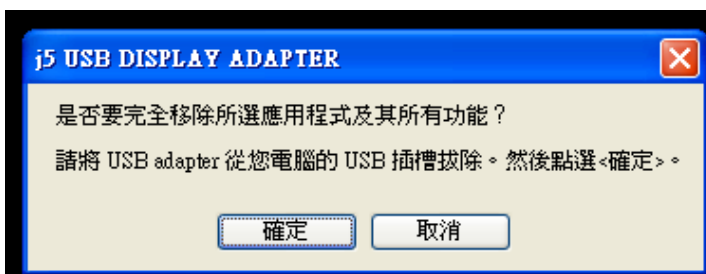 j5 USB DISPLAY ADAPTER
是否要完全移除所選應用程式及其所有功能？
請將 USB adapter 從您電腦的 USB 插槽拔除。然後點選<確定>。
確定
取消